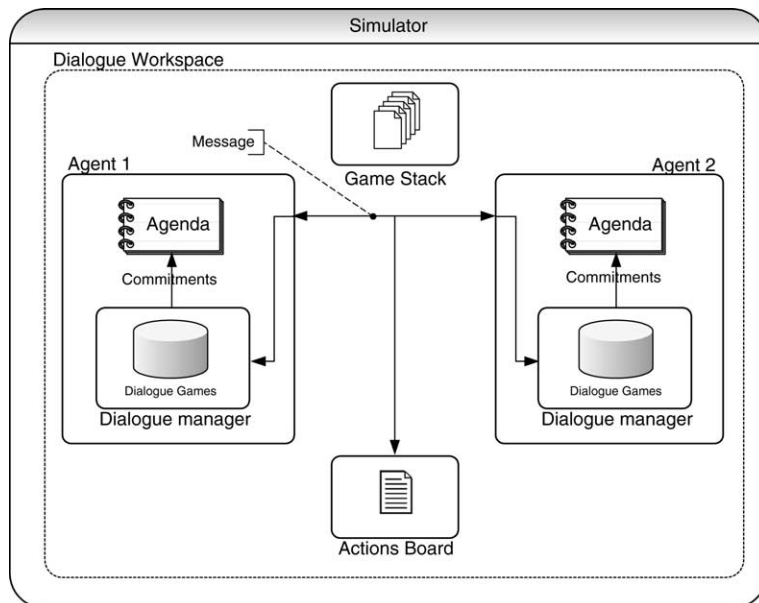 Simulator
Dialogue Workspace
Message
Game Stack
Agent 1
Agenda
Commitments
Dialogue Games
Dialogue manager
Agent 2
Agenda
Commitments
Dialogue Games
Dialogue manager
Actions Board